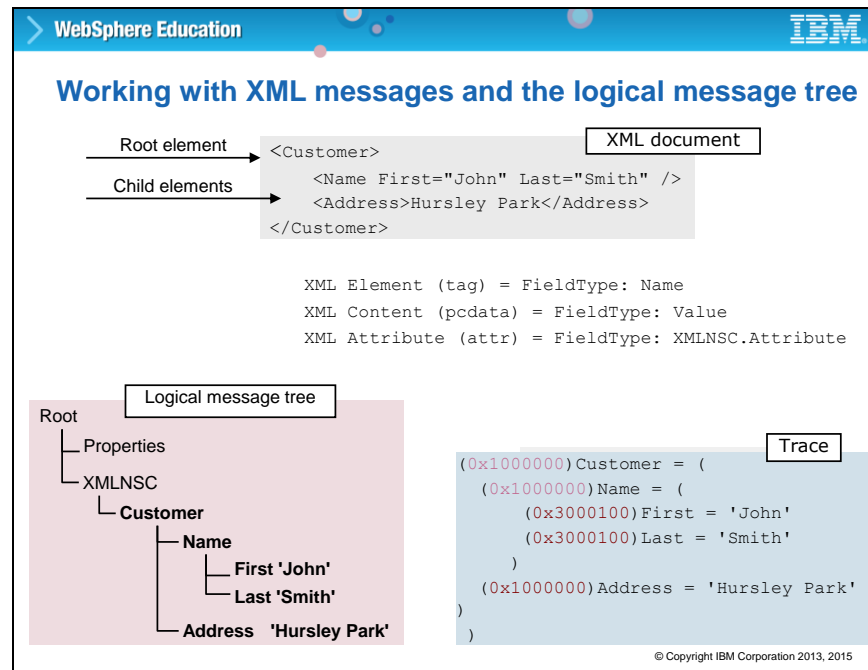 WebSphere Education
IBM.
Working with XML messages and the logical message tree
XML document
Root element
<Customer>
<Name First="John" Last="Smith" />
Child elements
<Address>Hursley Park</Address>
</Customer>
XML Element (tag) = FieldType: Name
XML Content (pcdata) = FieldType: Value
XML Attribute (attr) = FieldType: XMLNSC.Attribute
Logical message tree
Root
Properties
XMLNSC
Customer
Name
First 'John'
Last 'Smith'
Address 'Hursley Park'
Trace
(0x1000000)Customer = (
(0x1000000)Name = (
(0x3000100)First = 'John'
(0x3000100)Last = 'Smith'
)
(0x1000000)Address = 'Hursley Park'
)
)
© Copyright IBM Corporation 2013, 2015